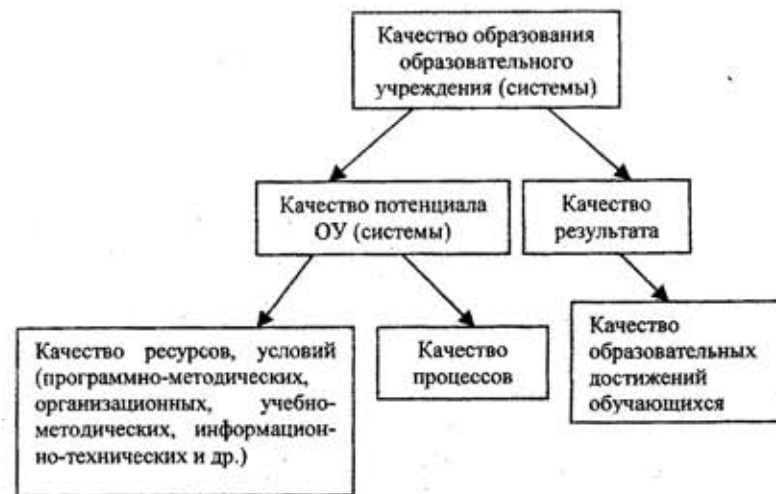 Качество образования
образовательного
учреждения (системы)
Качество потенциала
ОУ (системы)
Качество
результата
Качество ресурсов, условий
(программно-методических,
организационных, учебно-
методических, информацион-
но-технических и др.)
Качество
процессов
Качество
образовательных
достижений
обучающихся